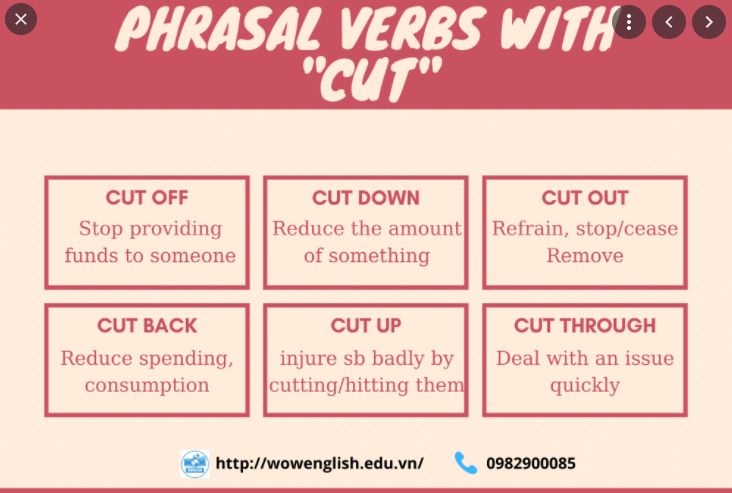 PHRASAL VERBS WITH
"CUT"
CUT OFF
Stop providing
funds to someone
CUT DOWN
Reduce the amount
of something
CUT OUT
Refrain, stop/cease
Remove
CUT BACK
Reduce spending,
consumption
CUT UP
injure sb badly by
cutting/hitting them
CUT THROUGH
Deal with an issue
quickly
http://wowenglish.edu.vn/
0982900085